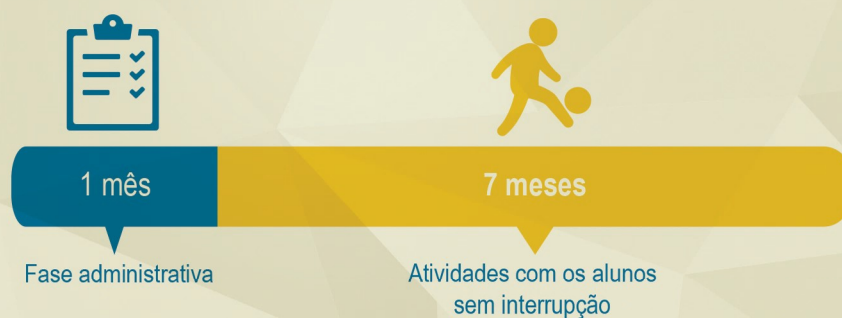 1 mês
7 meses
Fase administrativa
Atividades com os alunos
sem interrupção